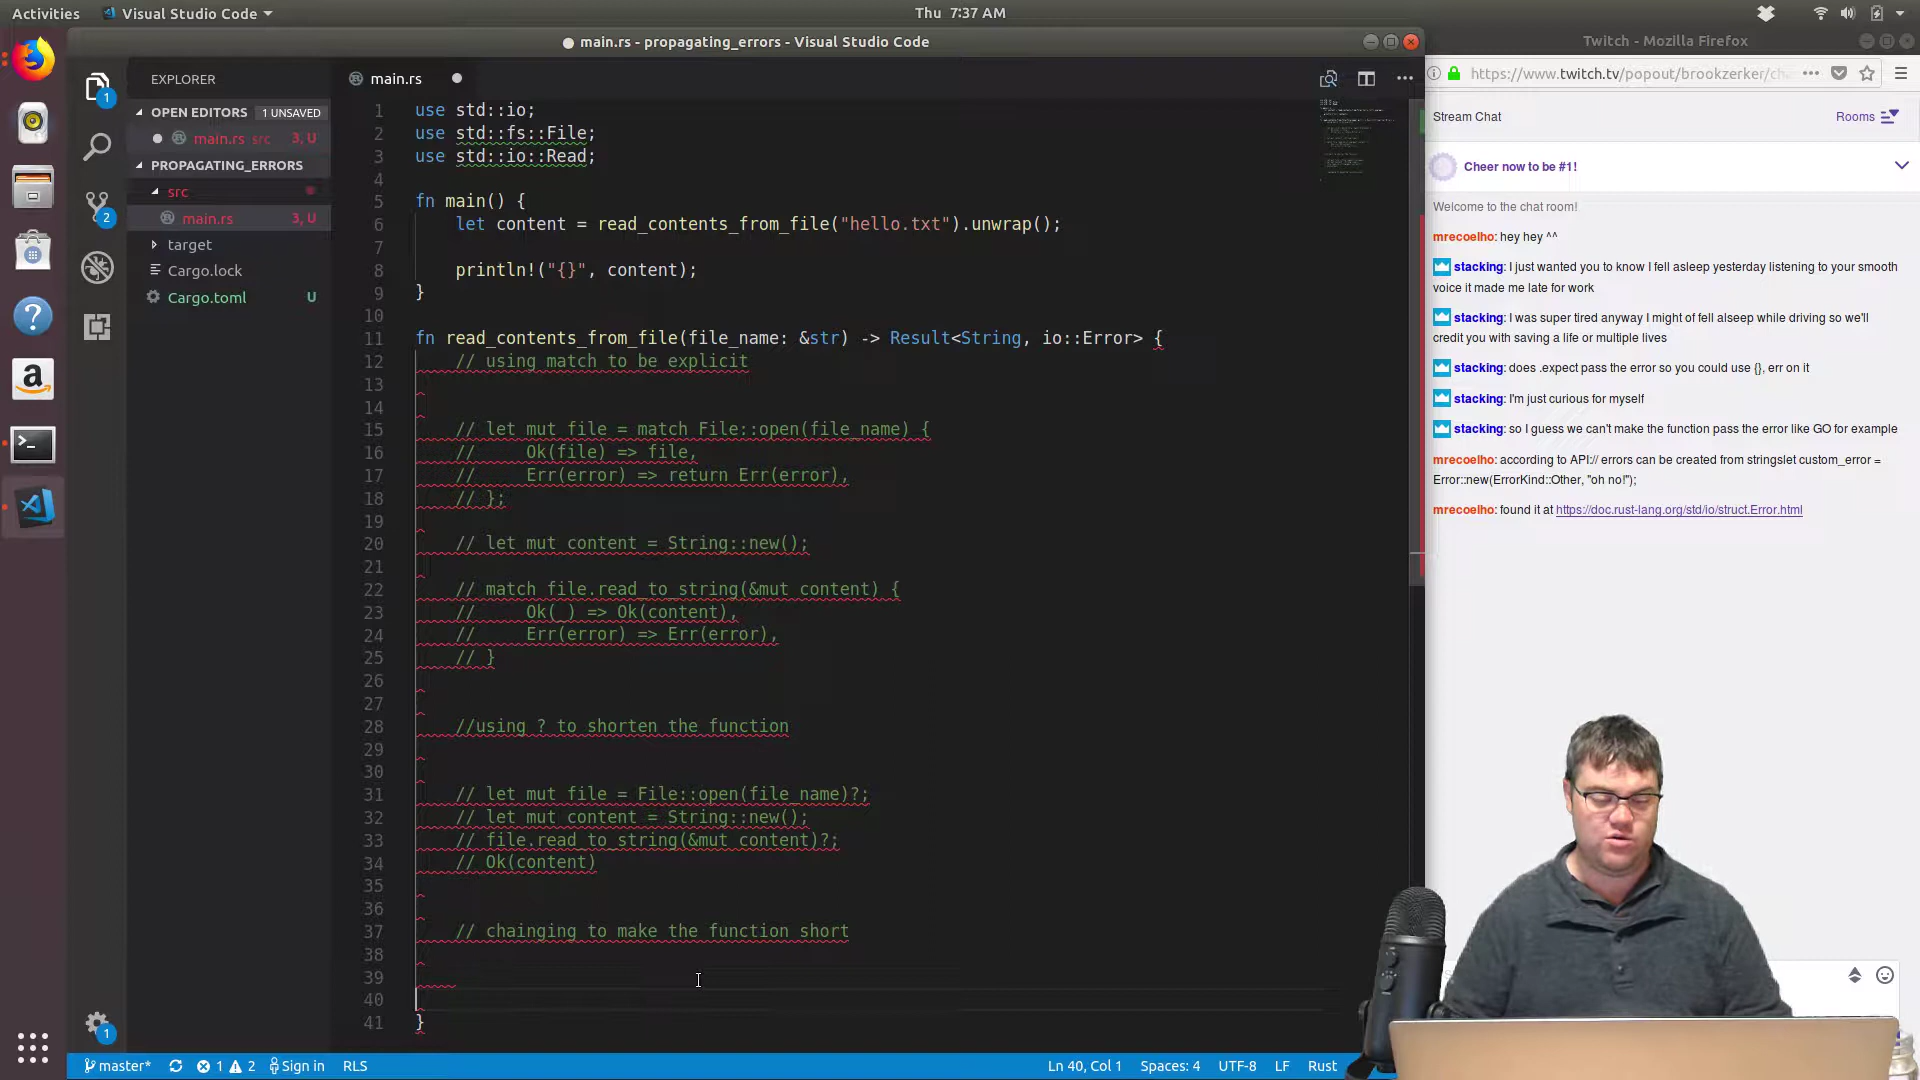 Activities
Visual Studio Code
Thu 7:37 AM
main.rs - propagating_errors - Visual Studio Code
Twitch - Mozilla Firefox
EXPLORER
main.rs
https://www.twitch.tv/popout/brookzerker/ch
OPEN EDITORS 1 UNSAVED
main.rs src 3, U
PROPAGATING_ERRORS
src
main.rs 3, U
target
Cargo.lock
Cargo.toml U
1
2
1
1 use std::io;
2 use std::fs::File;
3 use std::io::Read;
4
5 fn main() {
6 let content = read_contents_from_file("hello.txt").unwrap();
7
8 println!("{}", content);
9 }
10
11 fn read_contents_from_file(file_name: &str) -> Result<String, io::Error> {
12 // using match to be explicit
13
14
15 // let mut file = match File::open(file_name) {
16 // Ok(file) => file,
17 // Err(error) => return Err(error),
18 // };
19
20 // let mut content = String::new();
21
22 // match file.read_to_string(&mut content) {
23 // Ok(_) => Ok(content),
24 // Err(error) => Err(error),
25 // }
26
27
28 //using ? to shorten the function
29
30
31 // let mut file = File::open(file_name)?;
32 // let mut content = String::new();
33 // file.read_to_string(&mut content)?;
34 // Ok(content)
35
36
37 // chainging to make the function short
38
39
40
41 }
Stream Chat
Rooms
Cheer now to be #1!
Welcome to the chat room!
mrecoelho: hey hey ^^
stacking: I just wanted you to know I fell asleep yesterday listening to your smooth
voice it made me late for work
stacking: I was super tired anyway I might of fell alseep while driving so we'll
credit you with saving a life or multiple lives
stacking: does .expect pass the error so you could use {}, err on it
stacking: I'm just curious for myself
stacking: so I guess we can't make the function pass the error like GO for example
mrecoelho: according to API:// errors can be created from stringslet custom_error =
Error::new(ErrorKind::Other, "oh no!");
mrecoelho: found it at https://doc.rust-lang.org/std/io/struct.Error.html
master* 1 2 Sign in RLS
Ln 40, Col 1 Spaces: 4 UTF-8 LF Rust